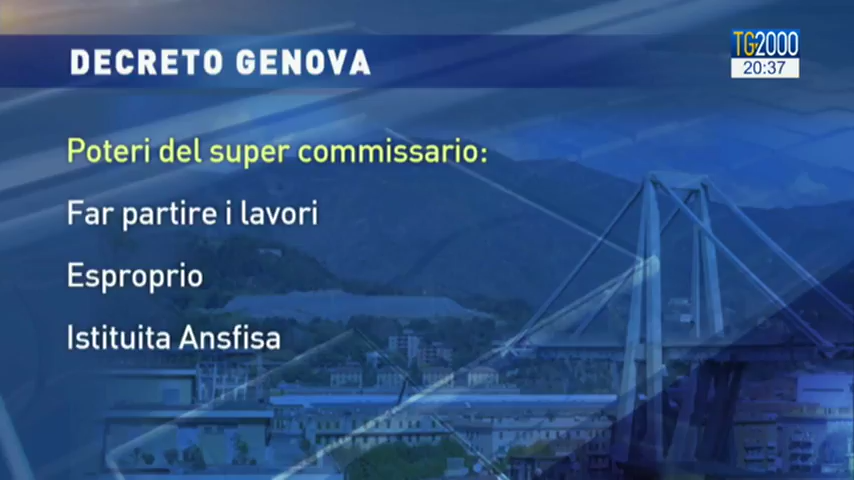 DECRETO GENOVA
TG2000
20:37
Poteri del super commissario:
Far partire i lavori
Esproprio
Istituita Ansfisa